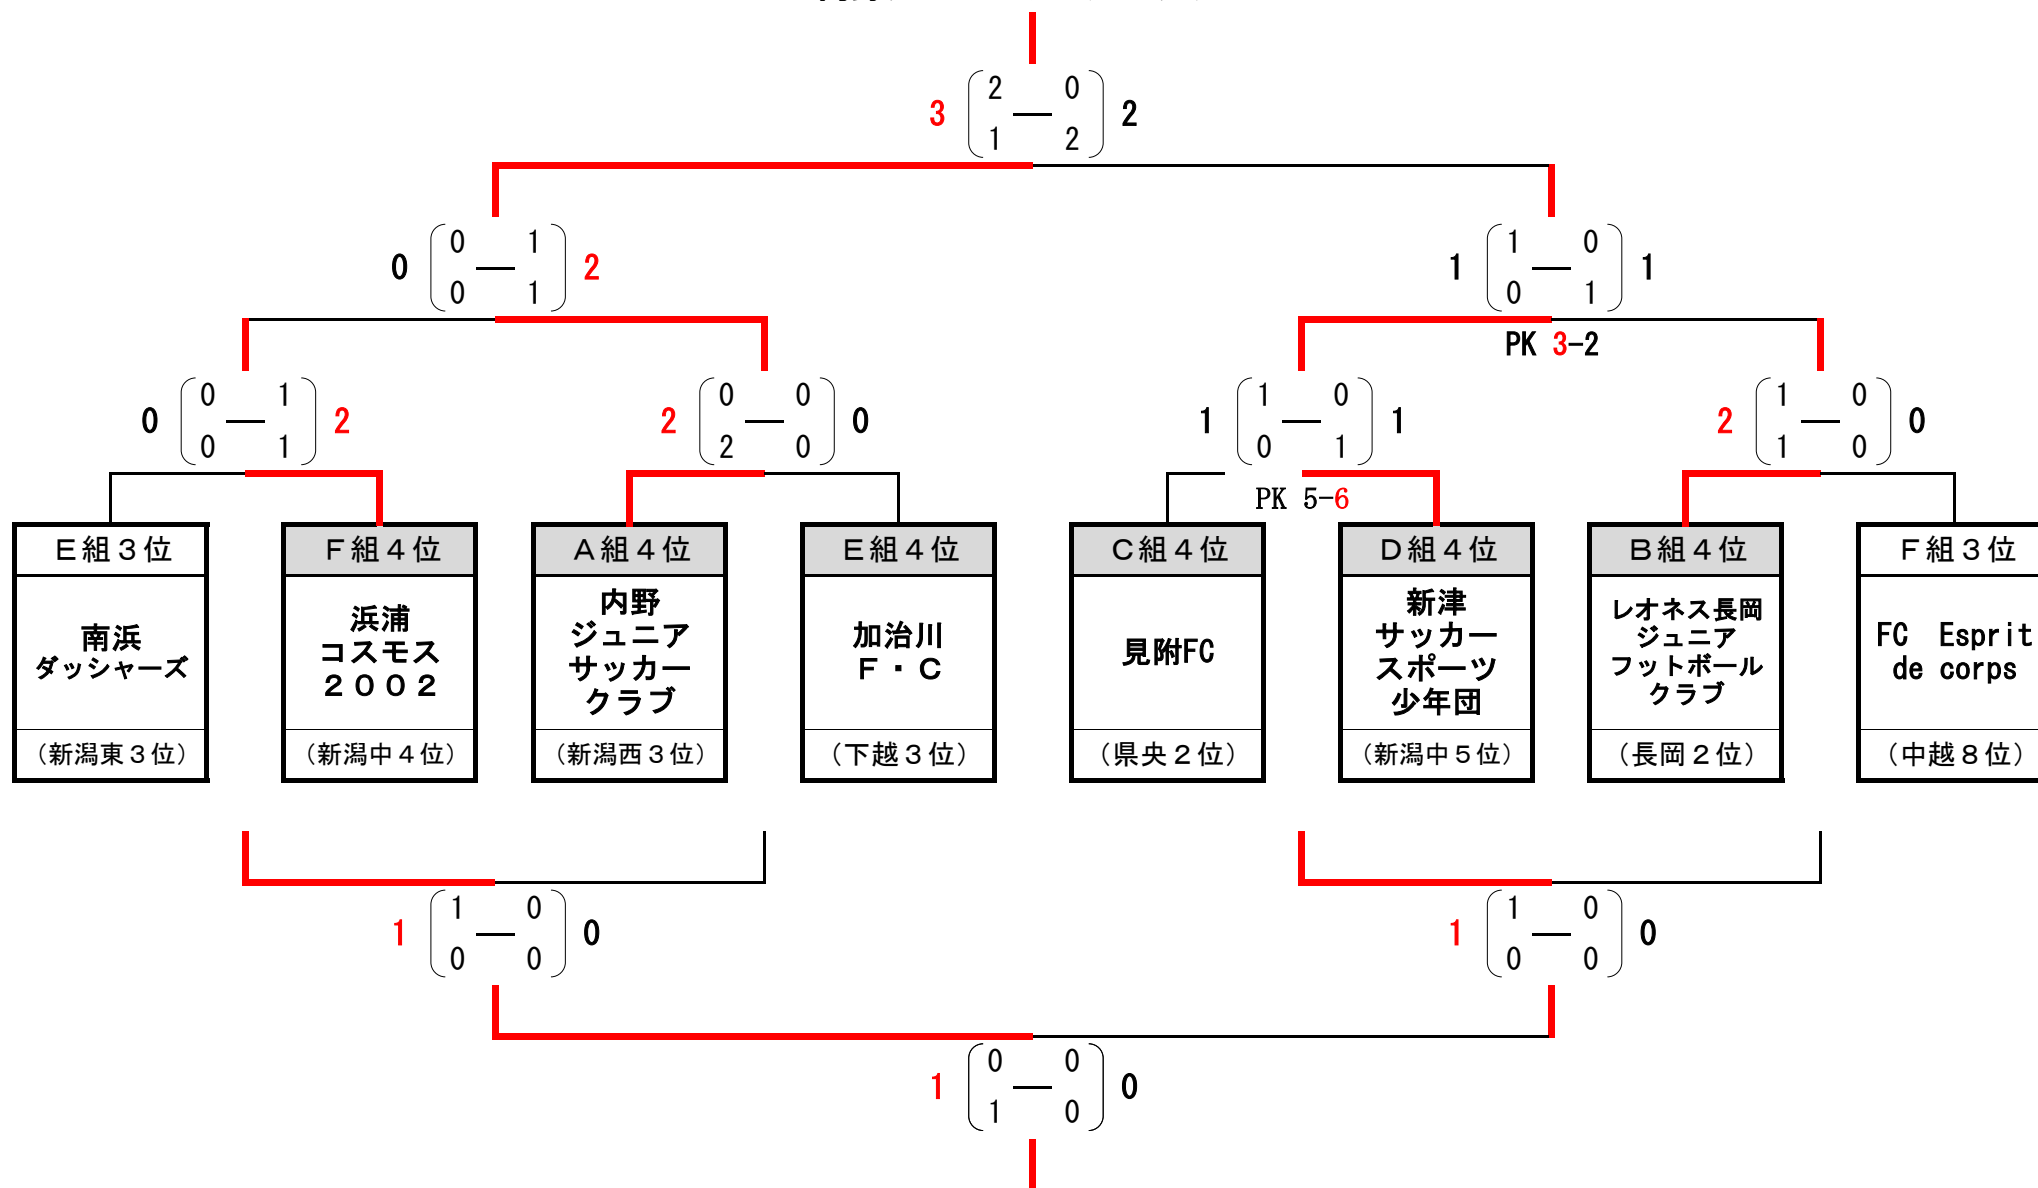 2 0
3 2
1 2
0 1 1 0
0 2 1 1
0 1 0 1
PK 3-2
0 1 0 0 1 0 1 0
0 2 2 0 1 1 2 0
0 1 2 0 0 1 1 0
PK 5-6
E組3位
南浜
ダッシャーズ
(新潟東3位)
F組4位
浜浦
コスモス
2002
(新潟中4位)
A組4位
内野
ジュニア
サッカー
クラブ
(新潟西3位)
E組4位
加治川
F・C
(下越3位)
C組4位
見附FC
(県央2位)
D組4位
新津
サッカー
スポーツ
少年団
(新潟中5位)
B組4位
レオネス長岡
ジュニア
フットボール
クラブ
(長岡2位)
F組3位
FC Esprit
de corps
(中越8位)
1 0 1 0
1 0 1 0
0 0 0 0
0 0
1 0
1 0